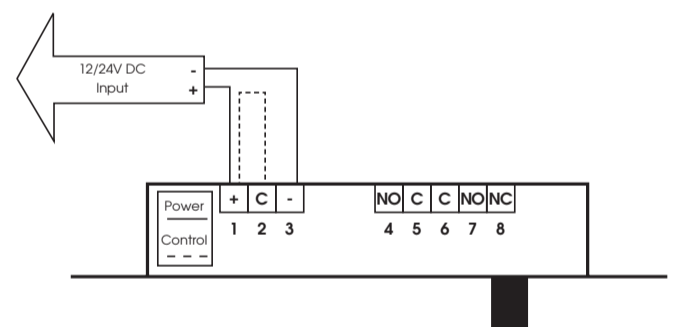 12/24V DC -
Input +
+ C - NO C C NO NC
Power
1 2 3 4 5 6 7 8
Control